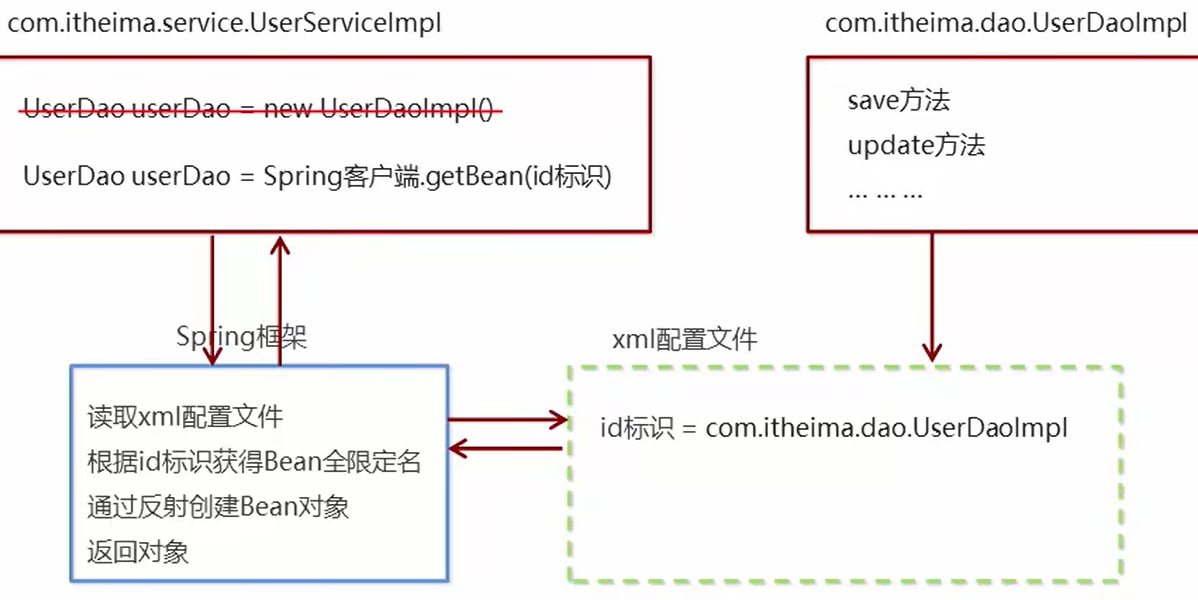 com.itheima.service.UserServiceImpl
UserDao userDao = new UserDaoImpl()
UserDao userDao = Spring客户端.getBean(id标识)
com.itheima.dao.UserDaoImpl
save方法
update方法
... ... ...
Spring框架
读取xml配置文件
根据id标识获得Bean全限定名
通过反射创建Bean对象
返回对象
xml配置文件
id标识 = com.itheima.dao.UserDaoImpl